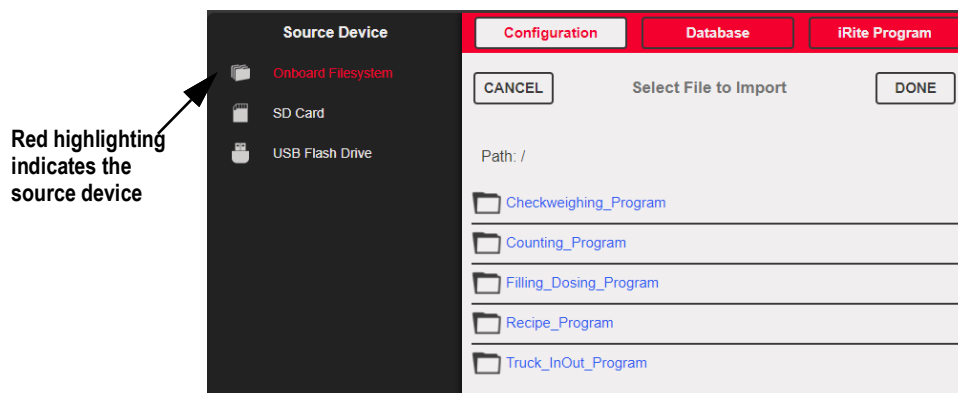 Source Device
Configuration
Database
iRite Program
Onboard Filesystem
SD Card
USB Flash Drive
Red highlighting
indicates the
source device
CANCEL
Select File to Import
DONE
Path: /
Checkweighing_Program
Counting_Program
Filling_Dosing_Program
Recipe_Program
Truck_InOut_Program